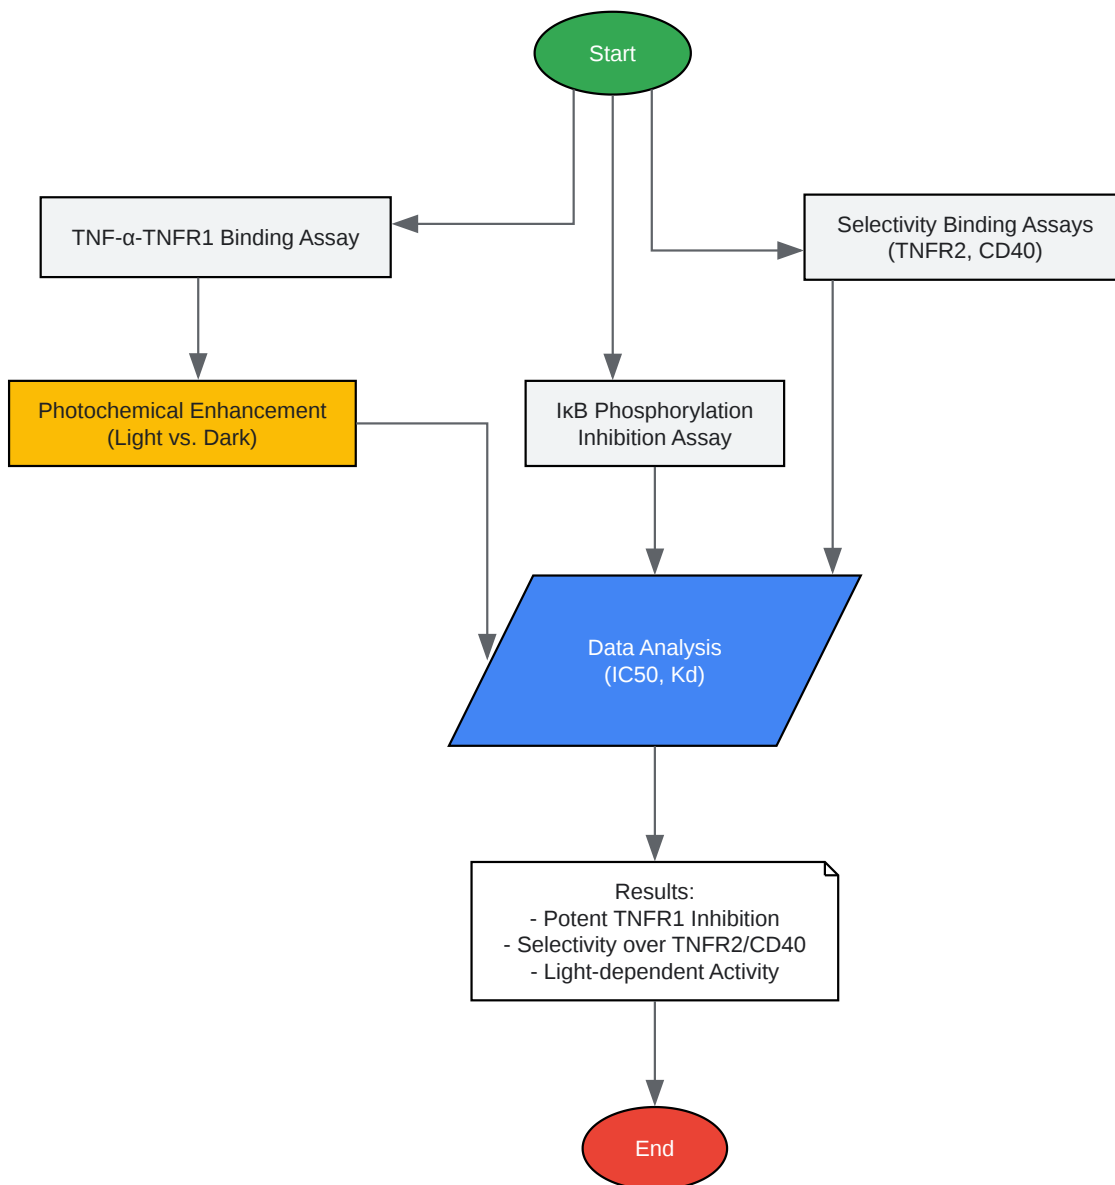 Start
TNF-α-TNFR1 Binding Assay
Selectivity Binding Assays
(TNFR2, CD40)
Photochemical Enhancement
(Light vs. Dark)
IκB Phosphorylation
Inhibition Assay
Data Analysis
(IC50, Kd)
Results:
- Potent TNFR1 Inhibition
- Selectivity over TNFR2/CD40
- Light-dependent Activity
End